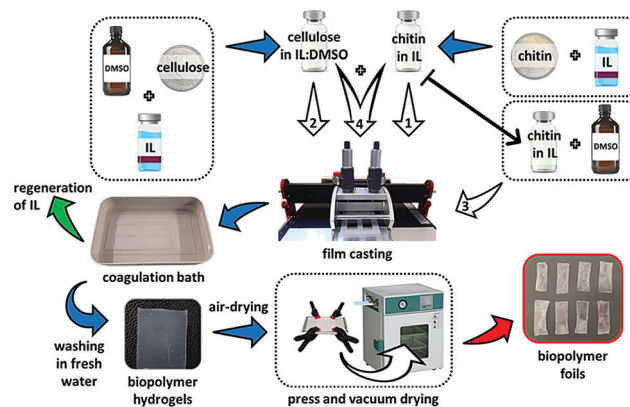 DMSO
cellulose
IL
cellulose
in IL:DMSO
chitin
in IL
chitin
IL
chitin
in IL
DMSO
2
4
1
3
film casting
regeneration
of IL
coagulation bath
washing
in fresh
water
biopolymer
hydrogels
air-drying
press and vacuum drying
biopolymer
foils